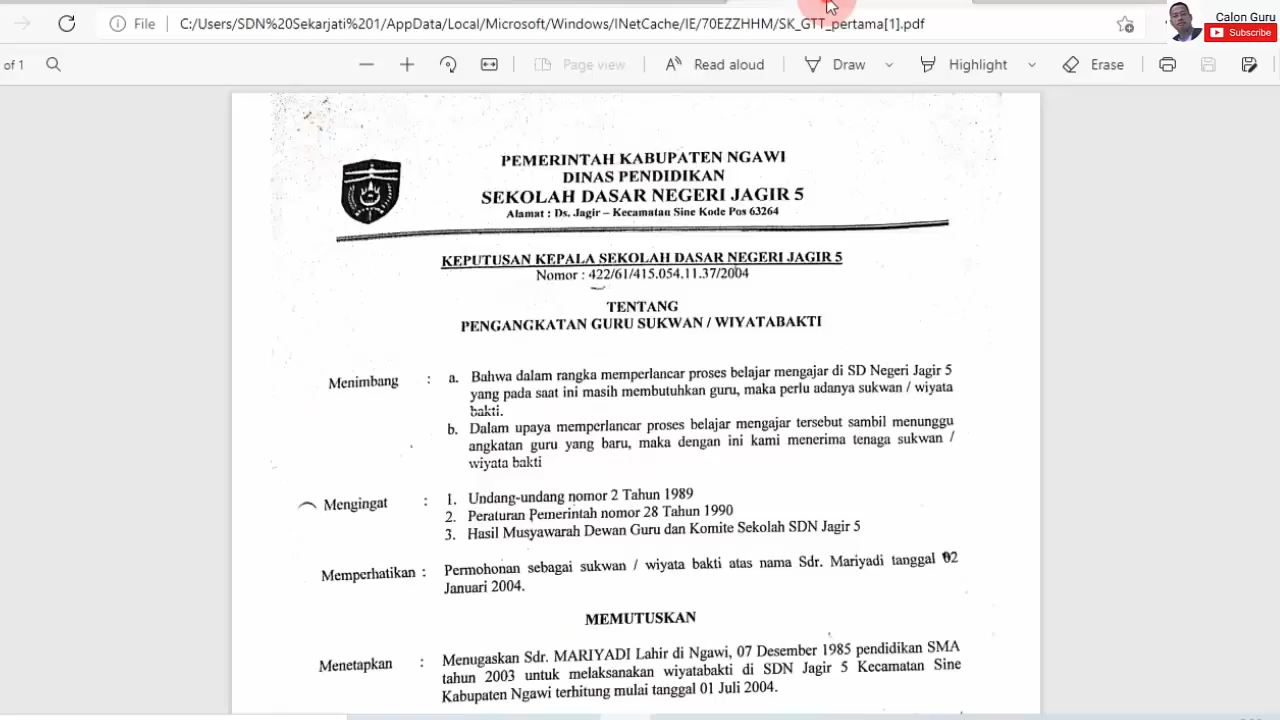 File
C:/Users/SDN%20Sekarjati%201/AppData/Local/Microsoft/Windows/INetCache/IE/70EZZHHM/SK_GTT_pertama[1].pdf
Calon Guru
Subscribe
of 1
Page view
Read aloud
Draw
Highlight
Erase
PEMERINTAH KABUPATEN NGAWI
DINAS PENDIDIKAN
SEKOLAH DASAR NEGERI JAGIR 5
Alamat : Ds. Jagir – Kecamatan Sine Kode Pos 63264
KEPUTUSAN KEPALA SEKOLAH DASAR NEGERI JAGIR 5
Nomor : 422/61/415.054.11.37/2004
TENTANG
PENGANGKATAN GURU SUKWAN / WIYATABAKTI
Menimbang : a. Bahwa dalam rangka memperlancar proses belajar mengajar di SD Negeri Jagir 5
yang pada saat ini masih membutuhkan guru, maka perlu adanya sukwan / wiyata
bakti.
b. Dalam upaya memperlancar proses belajar mengajar tersebut sambil menunggu
angkatan guru yang baru, maka dengan ini kami menerima tenaga sukwan /
wiyata bakti
Mengingat : 1. Undang-undang nomor 2 Tahun 1989
2. Peraturan Pemerintah nomor 28 Tahun 1990
3. Hasil Musyawarah Dewan Guru dan Komite Sekolah SDN Jagir 5
Memperhatikan : Permohonan sebagai sukwan / wiyata bakti atas nama Sdr. Mariyadi tanggal 02
Januari 2004.
MEMUTUSKAN
Menetapkan : Menugaskan Sdr. MARIYADI Lahir di Ngawi, 07 Desember 1985 pendidikan SMA
tahun 2003 untuk melaksanakan wiyatabakti di SDN Jagir 5 Kecamatan Sine
Kabupaten Ngawi terhitung mulai tanggal 01 Juli 2004.